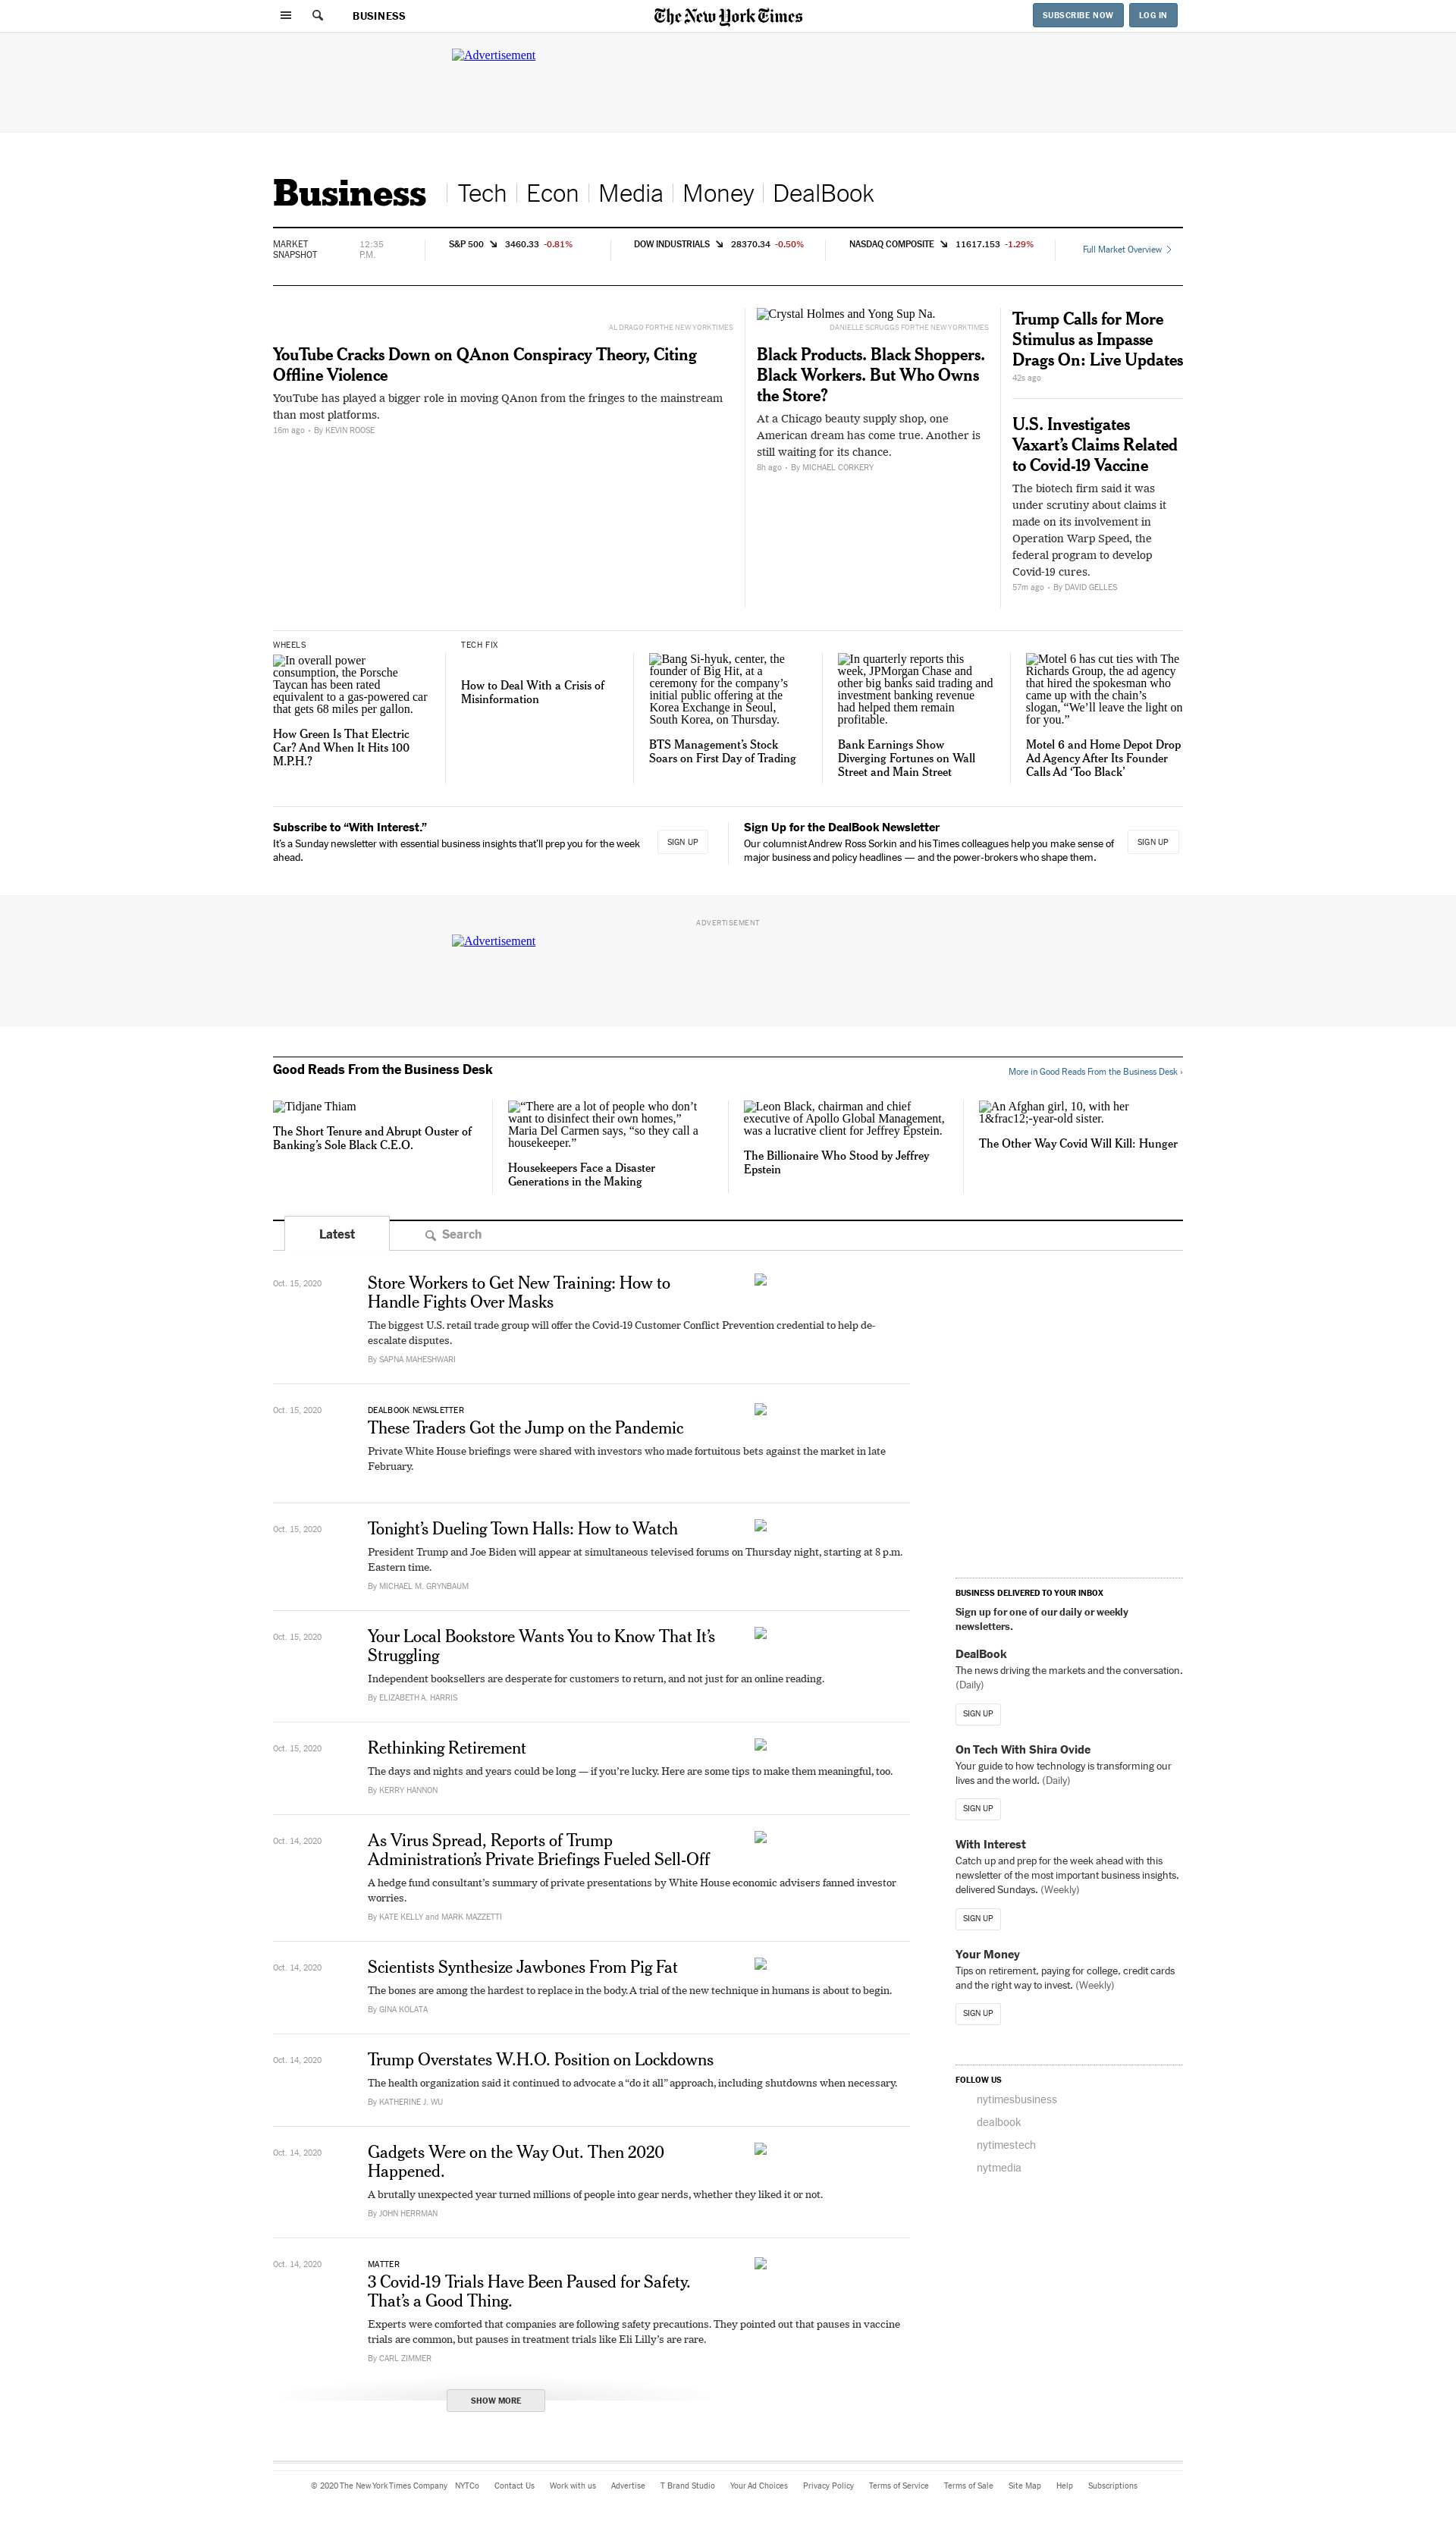 BUSINESS
The New York Times
SUBSCRIBE NOW
LOG IN
Advertisement
Business
Tech
Econ
Media
Money
DealBook
MARKET
SNAPSHOT
12:35
P.M.
S&P 500 3460.33 -0.81%
DOW INDUSTRIALS 28370.34 -0.50%
NASDAQ COMPOSITE 11617.153 -1.29%
Full Market Overview
AL DRAGO FOR THE NEW YORK TIMES
YouTube Cracks Down on QAnon Conspiracy Theory, Citing
Offline Violence
YouTube has played a bigger role in moving QAnon from the fringes to the mainstream
than most platforms.
16m ago • By KEVIN ROOSE
Crystal Holmes and Yong Sup Na.
DANIELLE SCRUGGS FOR THE NEW YORK TIMES
Black Products. Black Shoppers.
Black Workers. But Who Owns
the Store?
At a Chicago beauty supply shop, one
American dream has come true. Another is
still waiting for its chance.
8h ago • By MICHAEL CORKERY
Trump Calls for More
Stimulus as Impasse
Drags On: Live Updates
42s ago
U.S. Investigates
Vaxart’s Claims Related
to Covid-19 Vaccine
The biotech firm said it was
under scrutiny about claims it
made on its involvement in
Operation Warp Speed, the
federal program to develop
Covid-19 cures.
57m ago • By DAVID GELLES
WHEELS
In overall power
consumption, the Porsche
Taycan has been rated
equivalent to a gas-powered car
that gets 68 miles per gallon.
How Green Is That Electric
Car? And When It Hits 100
M.P.H.?
TECH FIX
How to Deal With a Crisis of
Misinformation
Bang Si-hyuk, center, the
founder of Big Hit, at a
ceremony for the company’s
initial public offering at the
Korea Exchange in Seoul,
South Korea, on Thursday.
BTS Management’s Stock
Soars on First Day of Trading
In quarterly reports this
week, JPMorgan Chase and
other big banks said trading and
investment banking revenue
had helped them remain
profitable.
Bank Earnings Show
Diverging Fortunes on Wall
Street and Main Street
Motel 6 has cut ties with The
Richards Group, the ad agency
that hired the spokesman who
came up with the chain’s
slogan, “We’ll leave the light on
for you.”
Motel 6 and Home Depot Drop
Ad Agency After Its Founder
Calls Ad ‘Too Black’
Subscribe to “With Interest.”
It’s a Sunday newsletter with essential business insights that’ll prep you for the week
ahead.
SIGN UP
Sign Up for the DealBook Newsletter
Our columnist Andrew Ross Sorkin and his Times colleagues help you make sense of
major business and policy headlines — and the power-brokers who shape them.
SIGN UP
ADVERTISEMENT
Advertisement
Good Reads From the Business Desk
More in Good Reads From the Business Desk ›
Tidjane Thiam
The Short Tenure and Abrupt Ouster of
Banking’s Sole Black C.E.O.
“There are a lot of people who don’t
want to disinfect their own homes,”
Maria Del Carmen says, “so they call a
housekeeper.”
Housekeepers Face a Disaster
Generations in the Making
Leon Black, chairman and chief
executive of Apollo Global Management,
was a lucrative client for Jeffrey Epstein.
The Billionaire Who Stood by Jeffrey
Epstein
An Afghan girl, 10, with her
1&frac12;-year-old sister.
The Other Way Covid Will Kill: Hunger
Latest
Search
Oct. 15, 2020
Store Workers to Get New Training: How to
Handle Fights Over Masks
The biggest U.S. retail trade group will offer the Covid-19 Customer Conflict Prevention credential to help de-
escalate disputes.
By SAPNA MAHESHWARI
Oct. 15, 2020
DEALBOOK NEWSLETTER
These Traders Got the Jump on the Pandemic
Private White House briefings were shared with investors who made fortuitous bets against the market in late
February.
Oct. 15, 2020
Tonight’s Dueling Town Halls: How to Watch
President Trump and Joe Biden will appear at simultaneous televised forums on Thursday night, starting at 8 p.m.
Eastern time.
By MICHAEL M. GRYNBAUM
Oct. 15, 2020
Your Local Bookstore Wants You to Know That It’s
Struggling
Independent booksellers are desperate for customers to return, and not just for an online reading.
By ELIZABETH A. HARRIS
Oct. 15, 2020
Rethinking Retirement
The days and nights and years could be long — if you’re lucky. Here are some tips to make them meaningful, too.
By KERRY HANNON
Oct. 14, 2020
As Virus Spread, Reports of Trump
Administration’s Private Briefings Fueled Sell-Off
A hedge fund consultant’s summary of private presentations by White House economic advisers fanned investor
worries.
By KATE KELLY and MARK MAZZETTI
Oct. 14, 2020
Scientists Synthesize Jawbones From Pig Fat
The bones are among the hardest to replace in the body. A trial of the new technique in humans is about to begin.
By GINA KOLATA
Oct. 14, 2020
Trump Overstates W.H.O. Position on Lockdowns
The health organization said it continued to advocate a “do it all” approach, including shutdowns when necessary.
By KATHERINE J. WU
Oct. 14, 2020
Gadgets Were on the Way Out. Then 2020
Happened.
A brutally unexpected year turned millions of people into gear nerds, whether they liked it or not.
By JOHN HERRMAN
Oct. 14, 2020
MATTER
3 Covid-19 Trials Have Been Paused for Safety.
That’s a Good Thing.
Experts were comforted that companies are following safety precautions. They pointed out that pauses in vaccine
trials are common, but pauses in treatment trials like Eli Lilly’s are rare.
By CARL ZIMMER
SHOW MORE
BUSINESS DELIVERED TO YOUR INBOX
Sign up for one of our daily or weekly
newsletters.
DealBook
The news driving the markets and the conversation.
(Daily)
SIGN UP
On Tech With Shira Ovide
Your guide to how technology is transforming our
lives and the world. (Daily)
SIGN UP
With Interest
Catch up and prep for the week ahead with this
newsletter of the most important business insights,
delivered Sundays. (Weekly)
SIGN UP
Your Money
Tips on retirement, paying for college, credit cards
and the right way to invest. (Weekly)
SIGN UP
FOLLOW US
nytimesbusiness
dealbook
nytimestech
nytmedia
© 2020 The New York Times Company NYTCo Contact Us Work with us Advertise T Brand Studio Your Ad Choices Privacy Policy Terms of Service Terms of Sale Site Map Help Subscriptions